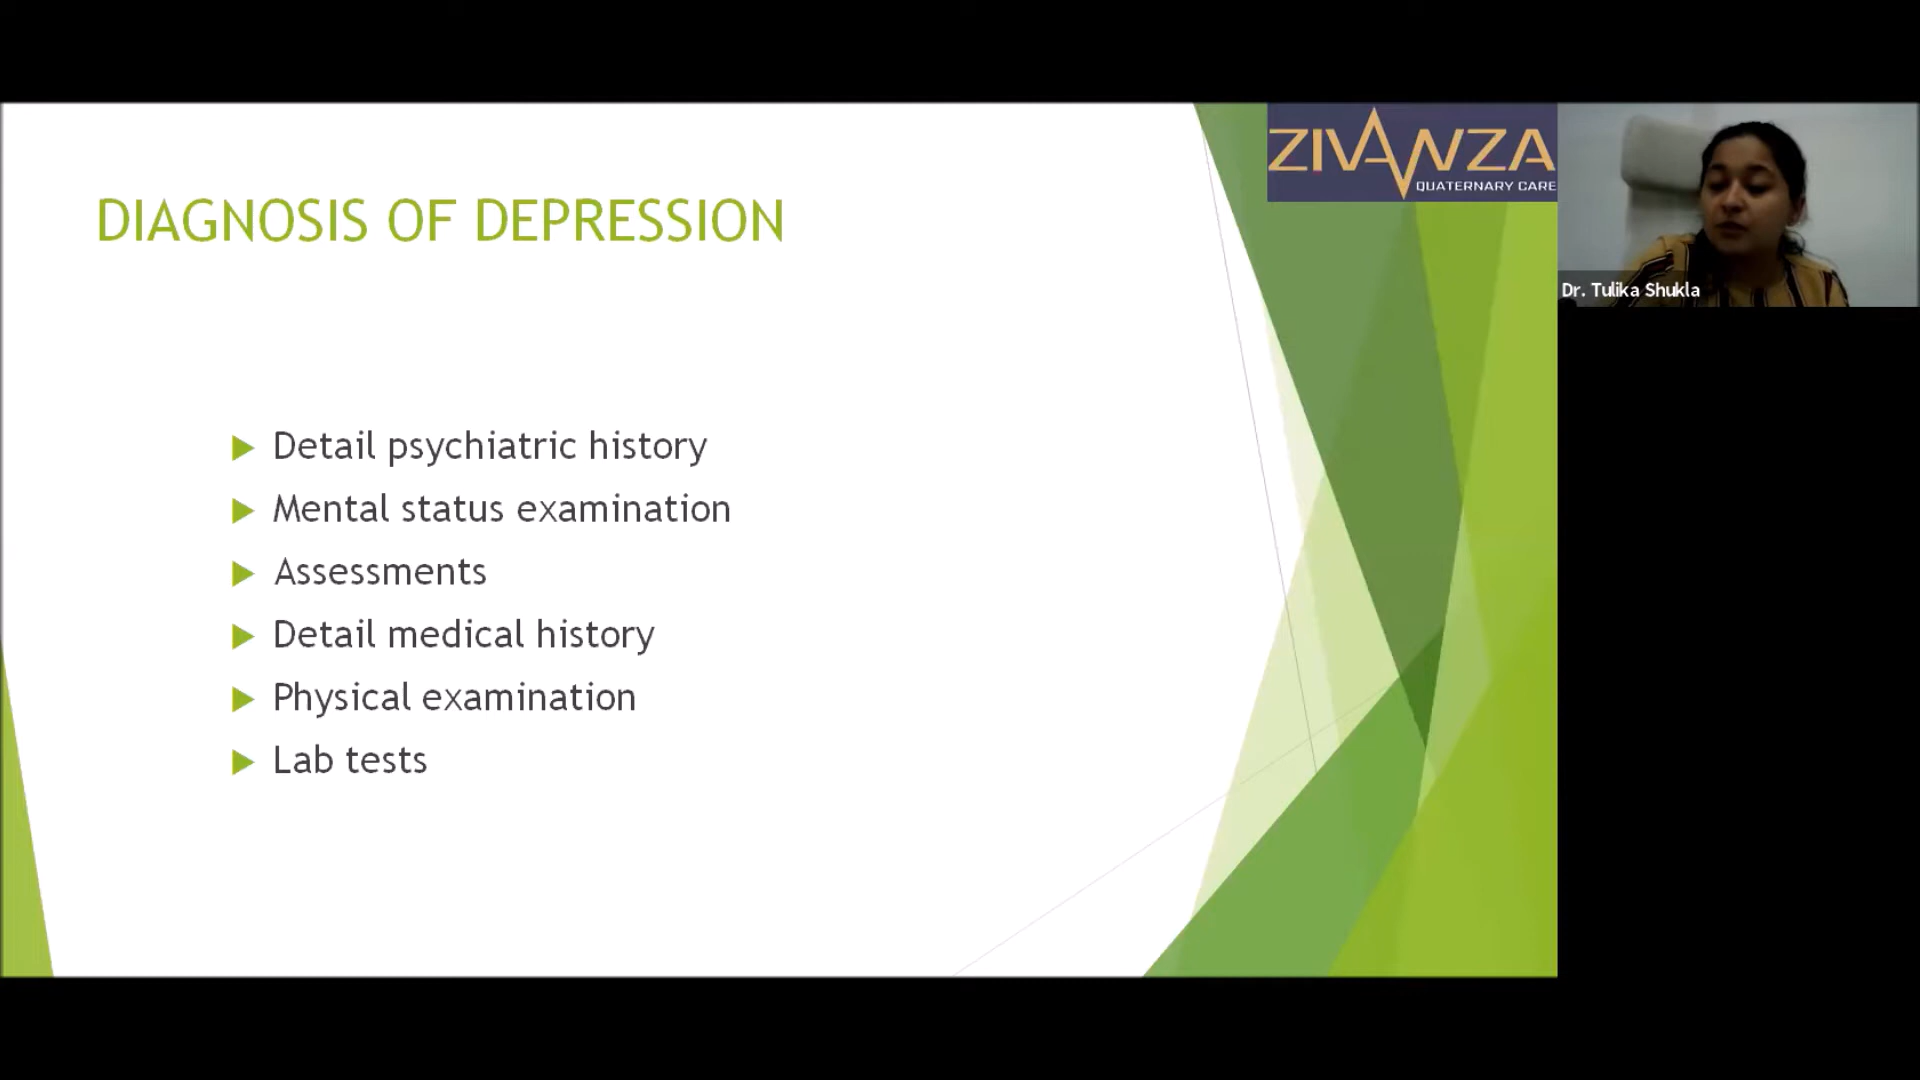 DIAGNOSIS OF DEPRESSION
Detail psychiatric history
Mental status examination
Assessments
Detail medical history
Physical examination
Lab tests
ZIVANZA
QUATERNARY CARE
Dr. Tulika Shukla